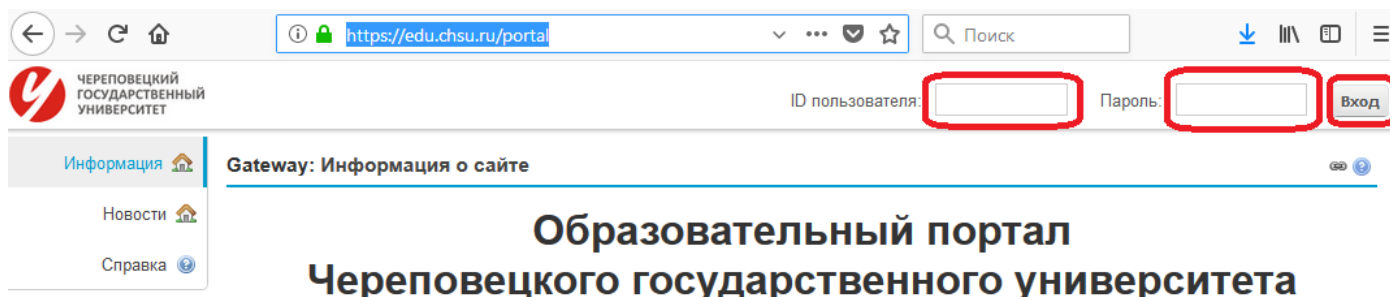 https://edu.chsu.ru/portal
Поиск
ЧЕРЕПОВЕЦКИЙ
ГОСУДАРСТВЕННЫЙ
УНИВЕРСИТЕТ
ID пользователя:
Пароль:
Вход
Информация
Gateway: Информация о сайте
Новости
Справка
Образовательный портал
Череповецкого государственного университета